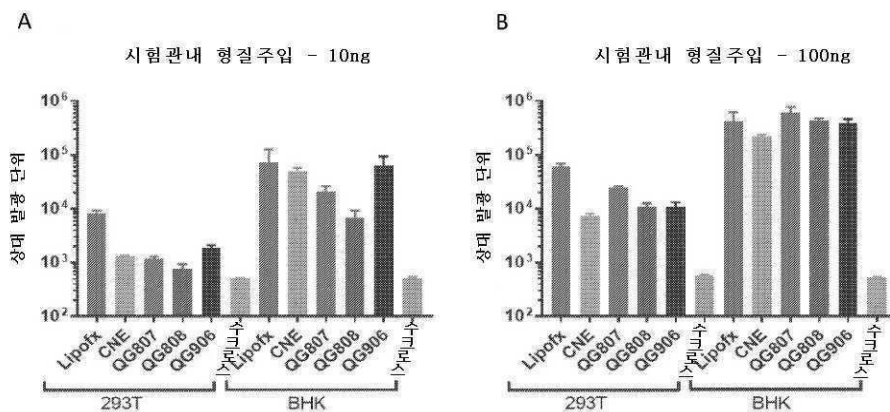 A
시험관내 형질주입 - 10ng
상대 발광 단위
10⁶
10⁵
10⁴
10³
10²
Lipofx
CNE
QG807
QG808
QG906
수크로스
Lipofx
CNE
QG807
QG808
QG906
수크로스
293T
BHK
B
시험관내 형질주입 - 100ng
상대 발광 단위
10⁶
10⁵
10⁴
10³
10²
Lipofx
CNE
QG807
QG808
QG906
수크로스
Lipofx
CNE
QG807
QG808
QG906
수크로스
293T
BHK